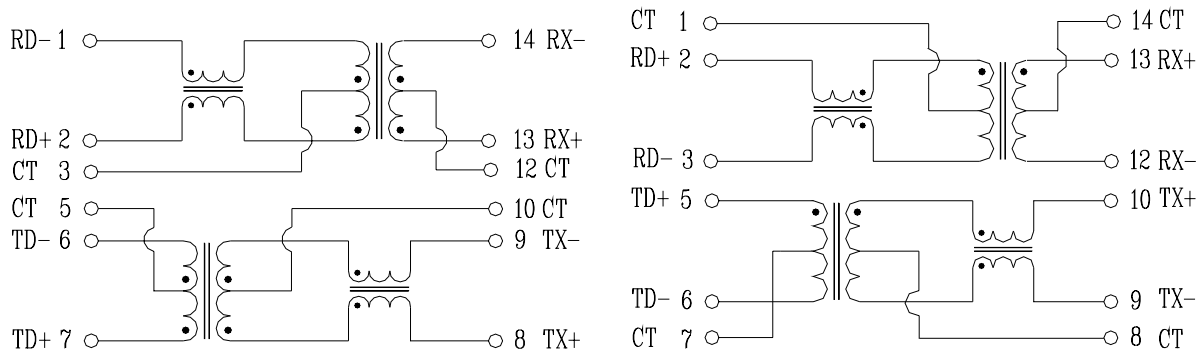 RD- 1
14 RX-
RD+ 2
13 RX+
CT 3
12 CT
CT 5
10 CT
TD- 6
9 TX-
TD+ 7
8 TX+
CT 1
14 CT
RD+ 2
13 RX+
RD- 3
12 RX-
TD+ 5
10 TX+
TD- 6
9 TX-
CT 7
8 CT